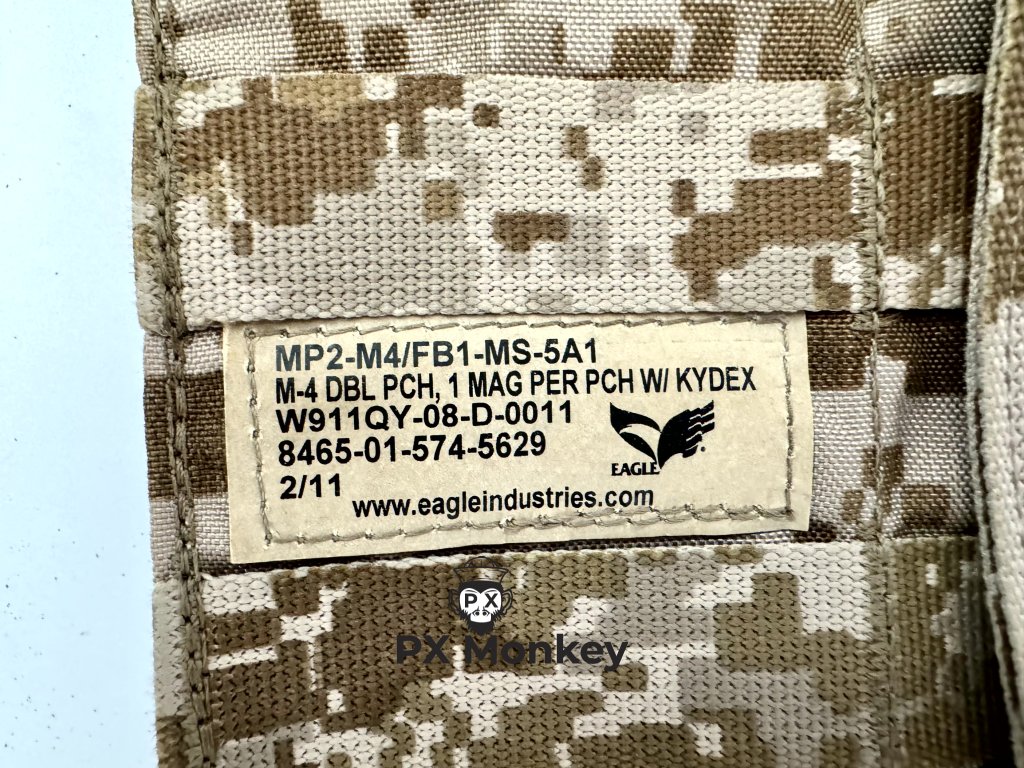 MP2-M4/FB1-MS-5A1
M-4 DBL PCH, 1 MAG PER PCH W/ KYDEX
W911QY-08-D-0011
8465-01-574-5629
EAGLE
2/11
www.eagleindustries.com
PX
PX Monkey